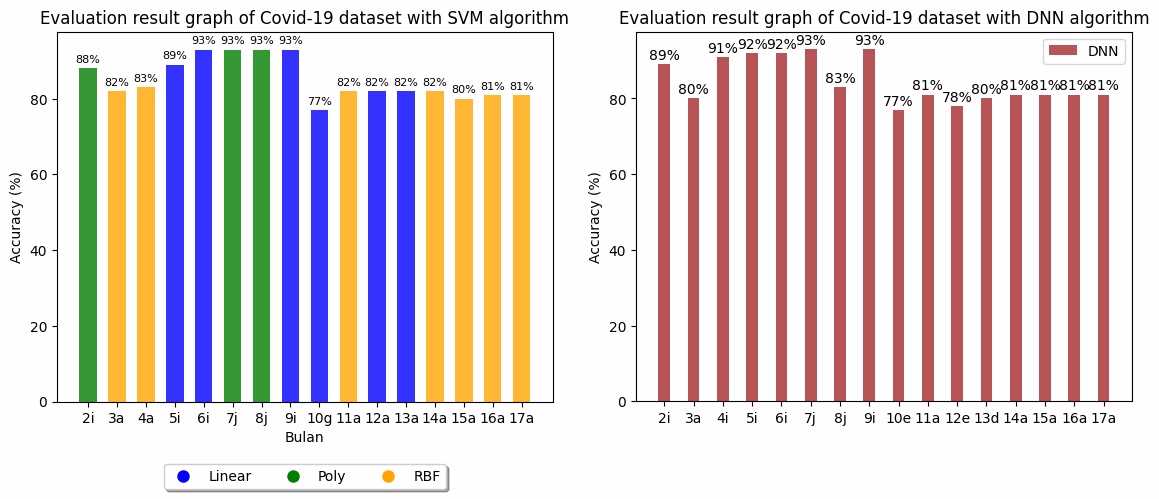 Evaluation result graph of Covid-19 dataset with SVM algorithm
88% 82% 83% 89% 93% 93% 93% 93% 77% 82% 82% 82% 82% 80% 81% 81%
Accuracy (%)
80
60
40
20
0
2i 3a 4a 5i 6i 7j 8j 9i 10g 11a 12a 13a 14a 15a 16a 17a
Bulan
Linear Poly RBF
Evaluation result graph of Covid-19 dataset with DNN algorithm
DNN
89% 80% 91% 92% 92% 93% 83% 93% 77% 81% 78% 80% 81% 81% 81% 81%
Accuracy (%)
80
60
40
20
0
2i 3a 4i 5i 6i 7j 8j 9i 10e 11a 12e 13d 14a 15a 16a 17a